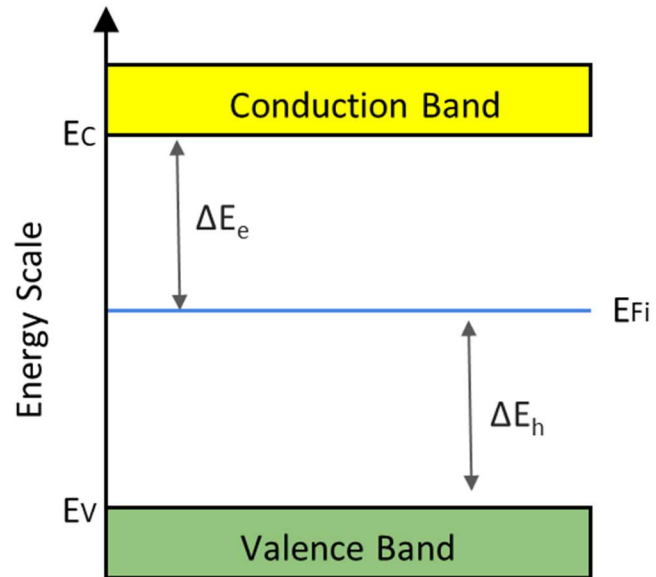 Conduction Band
EC
ΔEe
Energy Scale
EFi
ΔEh
EV
Valence Band